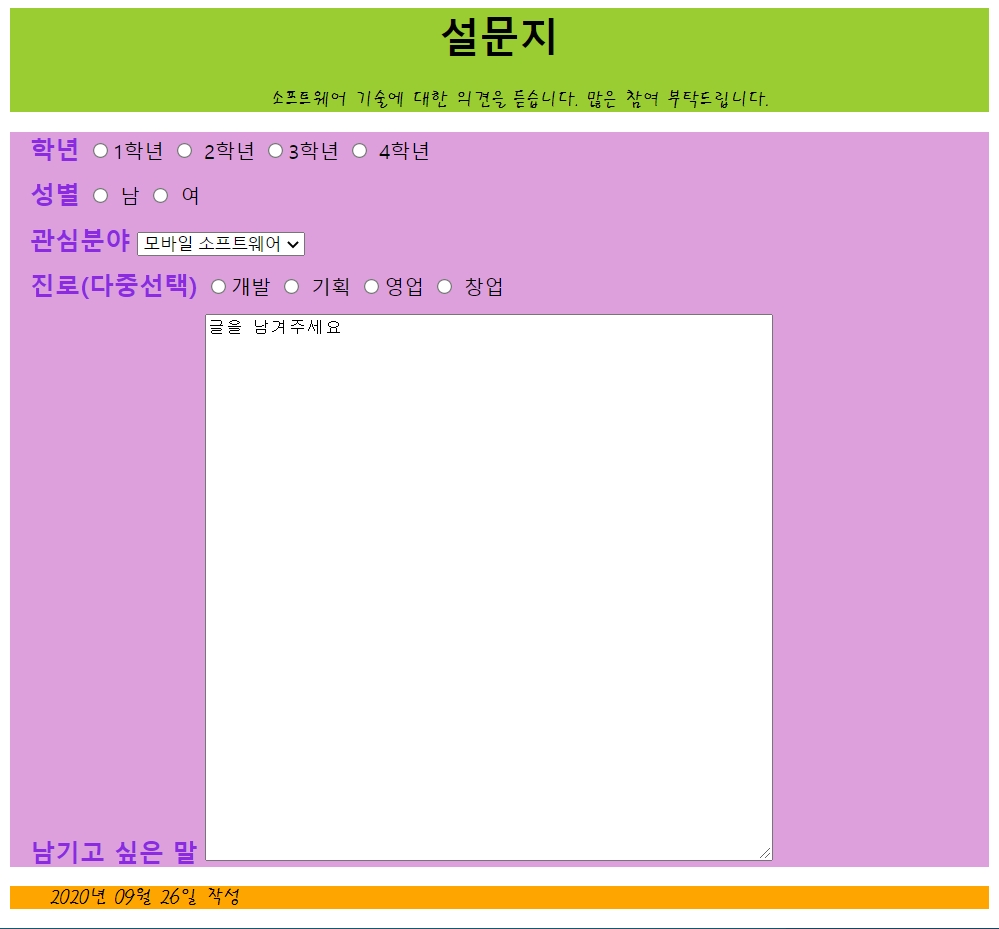 설문지
소프트웨어 기술에 대한 의견을 듣습니다. 많은 참여 부탁드립니다.
학년 1학년 2학년 3학년 4학년
성별 남 여
관심분야 모바일 소프트웨어
진로(다중선택) 개발 기획 영업 창업
글을 남겨주세요
남기고 싶은 말
2020년 09월 26일 작성